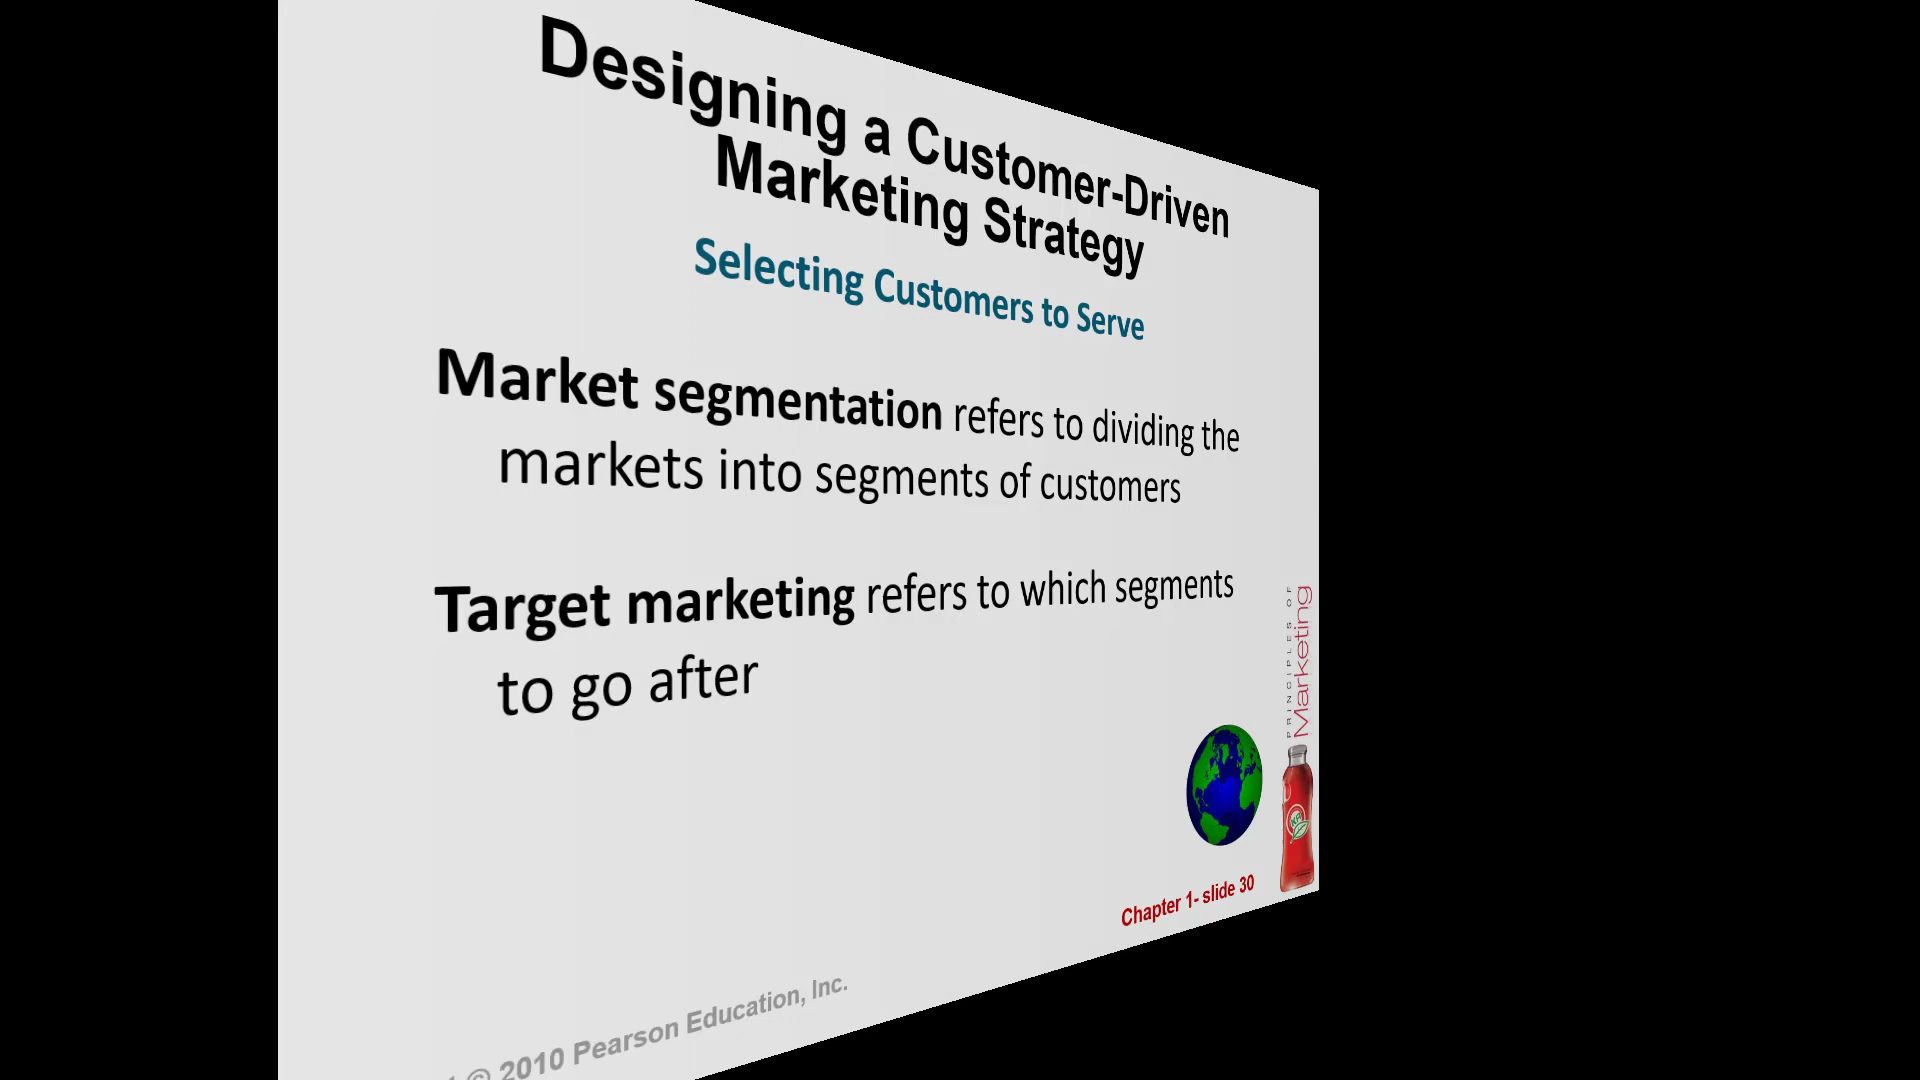 Designing a Customer-Driven
Marketing Strategy
Selecting Customers to Serve
Market segmentation refers to dividing the
markets into segments of customers
Target marketing refers to which segments
to go after
PRINCIPLES OF
Marketing
Chapter 1- slide 30
© 2010 Pearson Education, Inc.